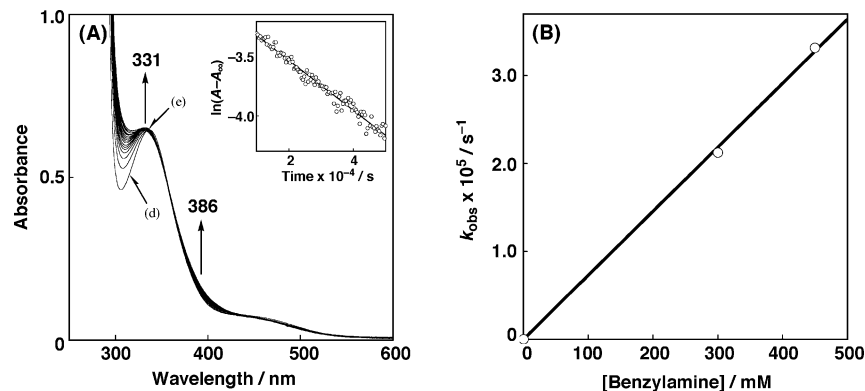 (A)
1.0
0.5
0
Absorbance
331
(c)
(d)
386
300
400
500
600
Wavelength / nm
ln(A–A∞)
−3.5
−4.0
2
4
Time x 10⁻⁴ / s
(B)
3.0
2.0
1.0
0
kobs x 10⁵ / s⁻¹
0
100
200
300
400
500
[Benzylamine] / mM